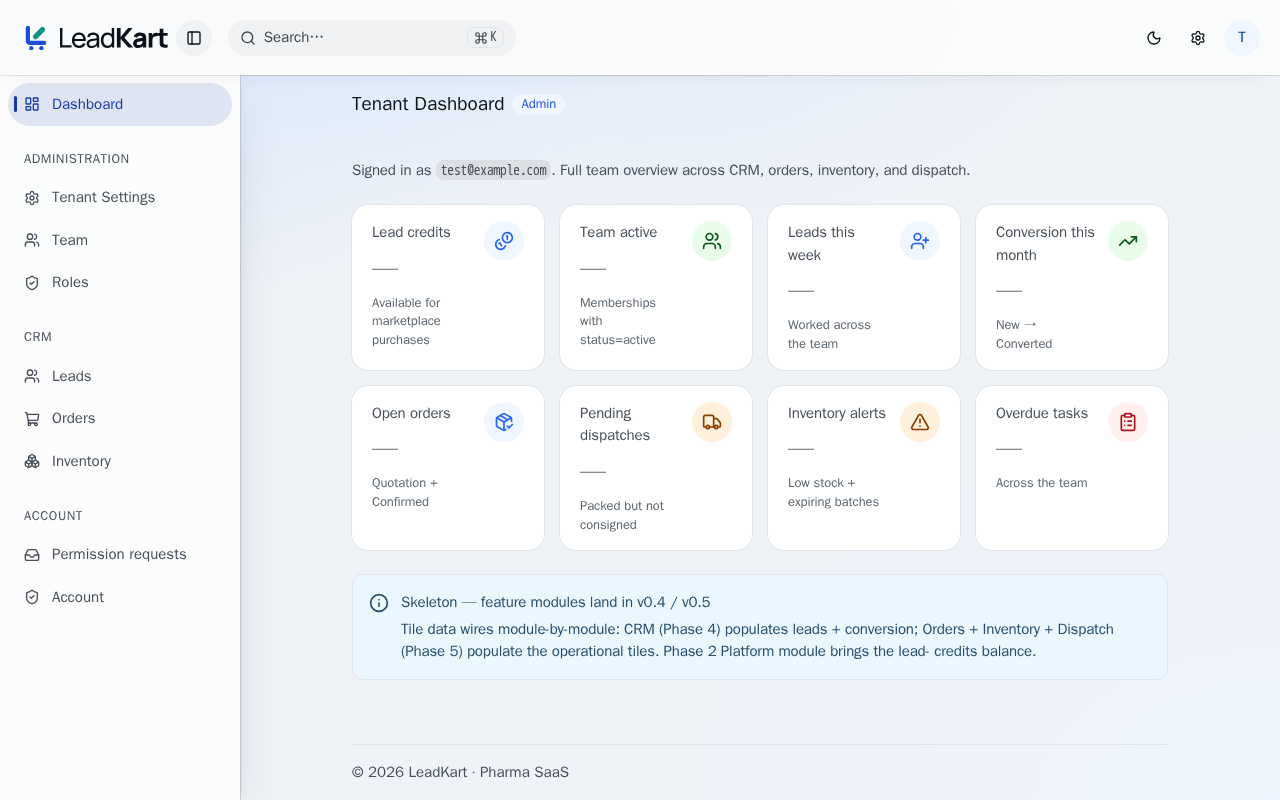 LeadKart
Search…
⌘K
T
Dashboard
ADMINISTRATION
Tenant Settings
Team
Roles
CRM
Leads
Orders
Inventory
ACCOUNT
Permission requests
Account
Tenant Dashboard
Admin
Signed in as test@example.com. Full team overview across CRM, orders, inventory, and dispatch.
Lead credits
—
Available for
marketplace
purchases
Team active
—
Memberships
with
status=active
Leads this
week
—
Worked across
the team
Conversion this
month
—
New →
Converted
Open orders
—
Quotation +
Confirmed
Pending
dispatches
—
Packed but not
consigned
Inventory alerts
—
Low stock +
expiring batches
Overdue tasks
—
Across the team
Skeleton — feature modules land in v0.4 / v0.5
Tile data wires module-by-module: CRM (Phase 4) populates leads + conversion; Orders + Inventory + Dispatch
(Phase 5) populate the operational tiles. Phase 2 Platform module brings the lead- credits balance.
© 2026 LeadKart · Pharma SaaS